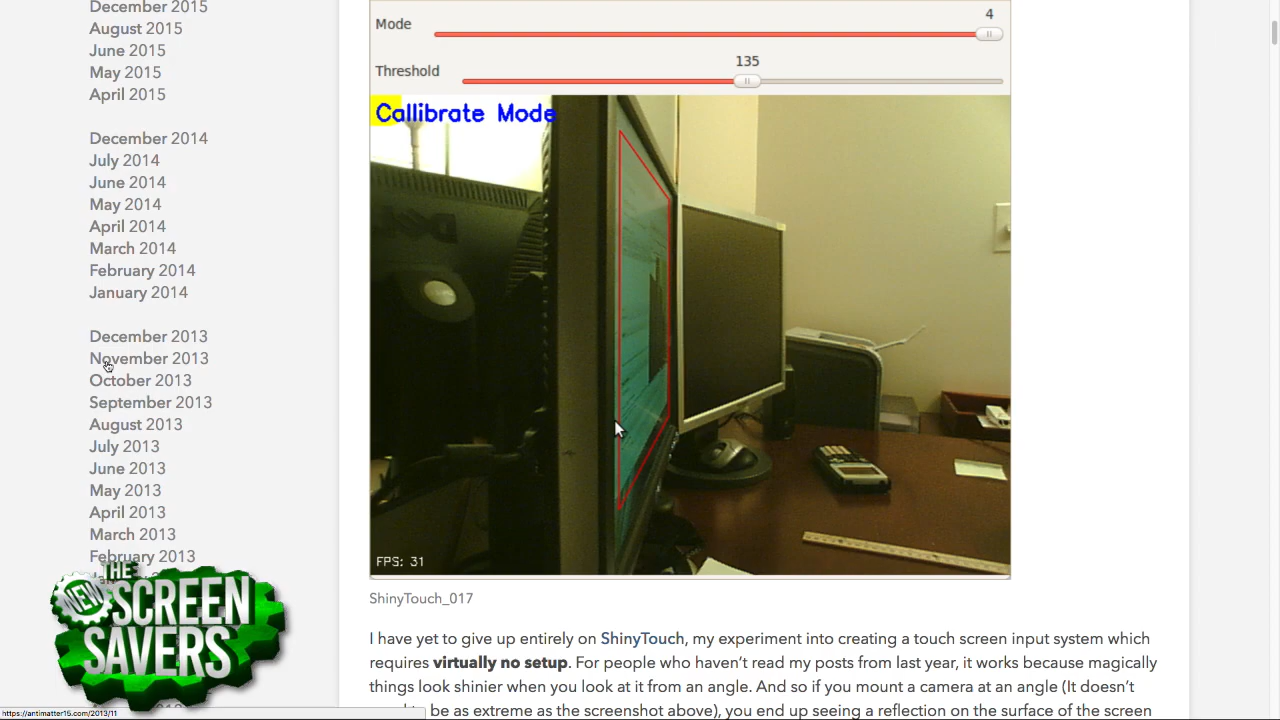 December 2015
August 2015
June 2015
May 2015
April 2015
December 2014
July 2014
June 2014
May 2014
April 2014
March 2014
February 2014
January 2014
December 2013
November 2013
October 2013
September 2013
August 2013
July 2013
June 2013
May 2013
April 2013
March 2013
February 2013
THE
NEW
SCREEN
SAVERS
https://antimatter15.com/2013/11
Mode
4
Threshold
135
Callibrate Mode
DELL
FPS: 31
ShinyTouch_017
I have yet to give up entirely on ShinyTouch, my experiment into creating a touch screen input system which
requires virtually no setup. For people who haven't read my posts from last year, it works because magically
things look shinier when you look at it from an angle. And so if you mount a camera at an angle (It doesn't
be as extreme as the screenshot above), you end up seeing a reflection on the surface of the screen